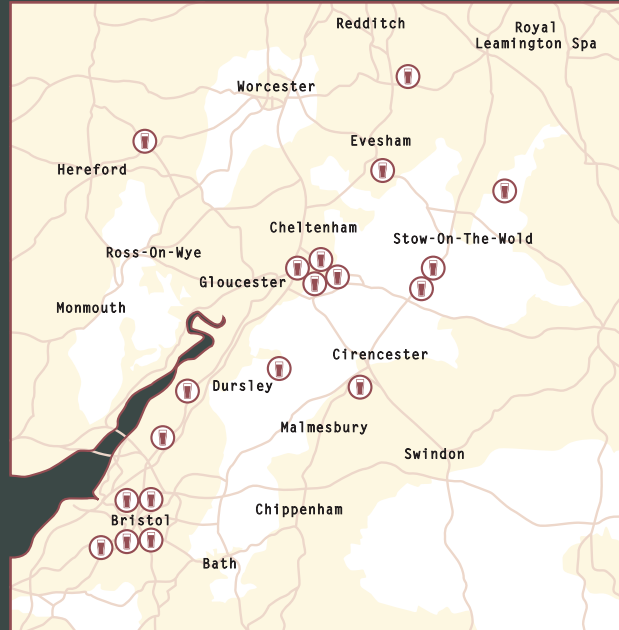 Redditch
Royal
Leamington Spa
Worcester
Evesham
Hereford
Cheltenham
Stow-On-The-Wold
Ross-On-Wye
Gloucester
Monmouth
Cirencester
Dursley
Malmesbury
Swindon
Chippenham
Bristol
Bath